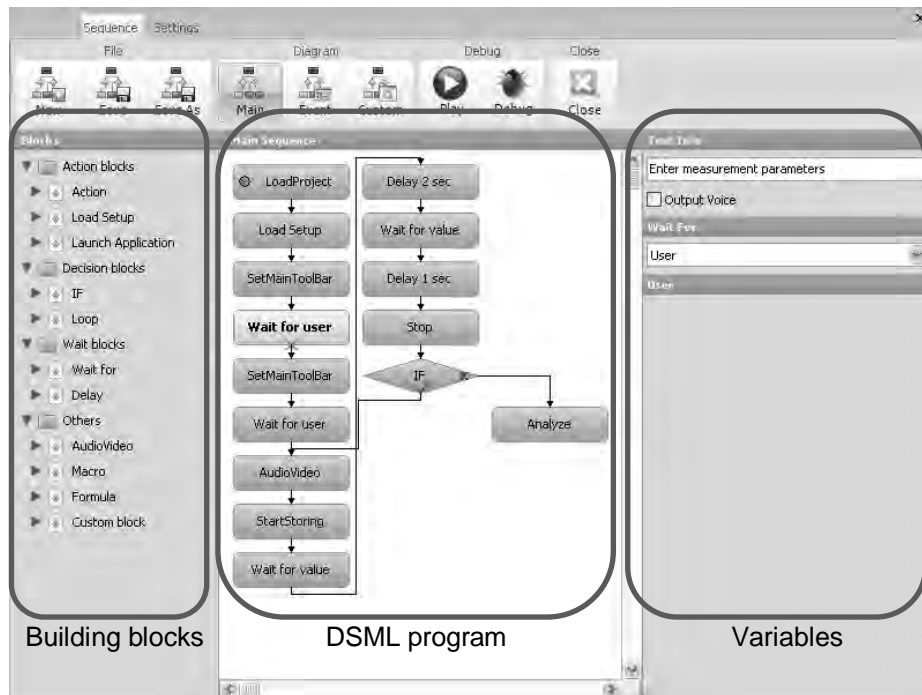 Sequence Settings
File Diagram Debug Close
New Save Save As Main Event Custom Play Debug Close
Blocks
Action blocks
Action
Load Setup
Launch Application
Decision blocks
IF
Loop
Wait blocks
Wait for
Delay
Others
AudioVideo
Macro
Formula
Custom block
Main Sequence
LoadProject
Load Setup
SetMainToolBar
Wait for user
SetMainToolBar
Wait for user
AudioVideo
StartStoring
Wait for value
Delay 2 sec
Wait for value
Delay 1 sec
Stop
IF
Analyze
Enter measurement parameters
Output Voice
Wait For
User
User
Building blocks
DSML program
Variables